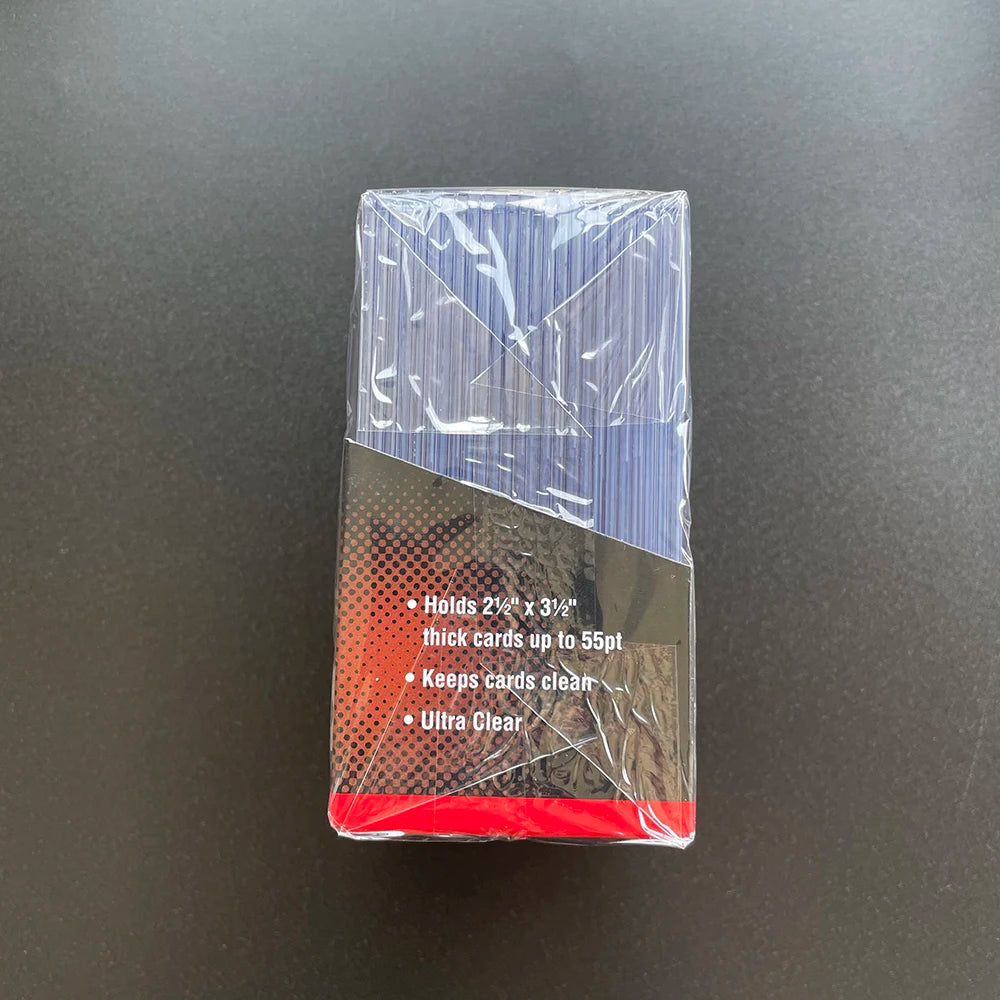 • Holds 2½" x 3½"
thick cards up to 55pt
• Keeps cards clean
• Ultra Clear